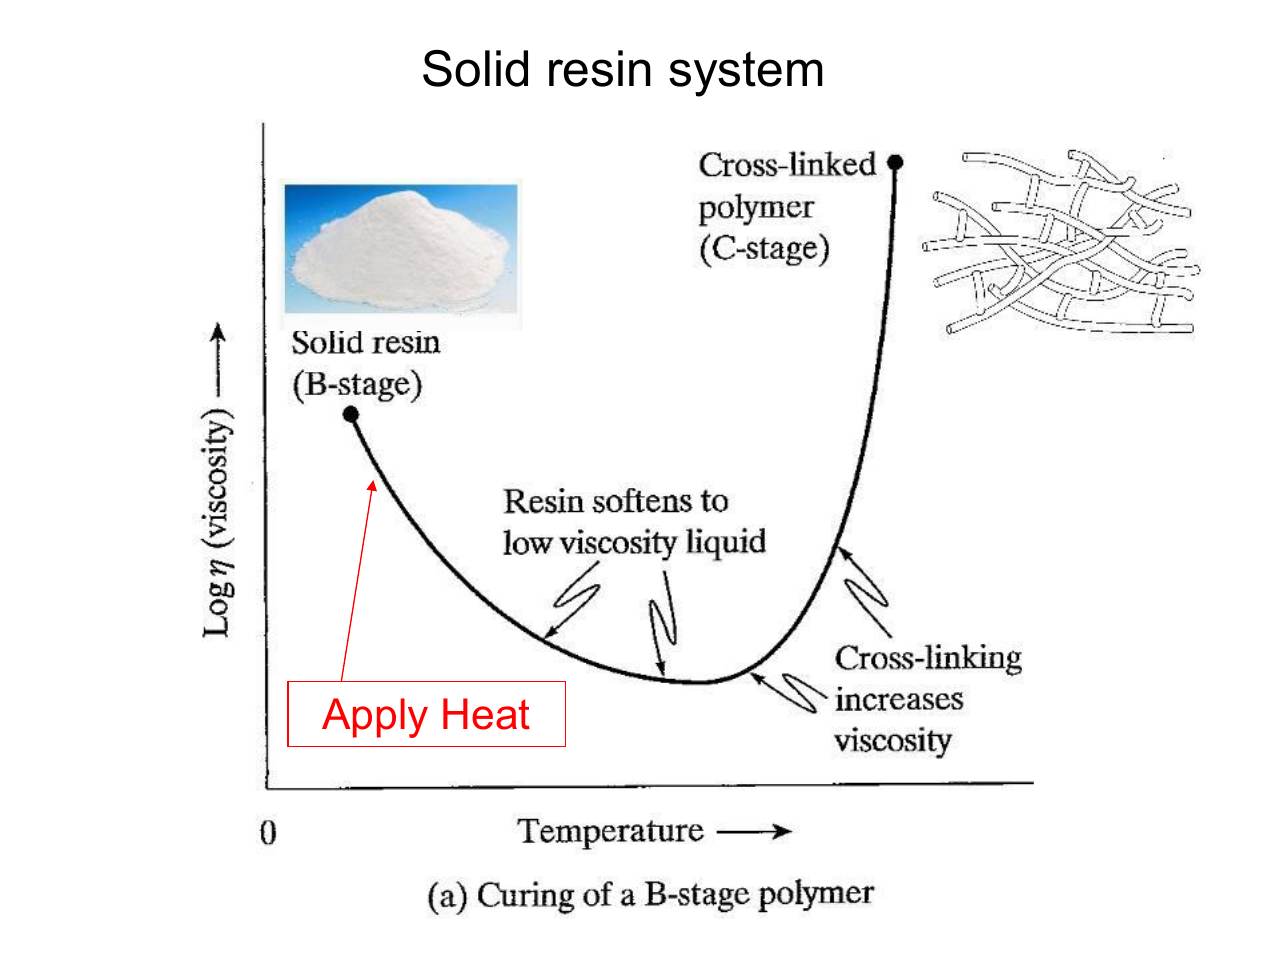 Solid resin system
Cross-linked
polymer
(C-stage)
Solid resin
(B-stage)
Log η (viscosity)
Resin softens to
low viscosity liquid
Cross-linking
increases
viscosity
Apply Heat
0
Temperature
(a) Curing of a B-stage polymer